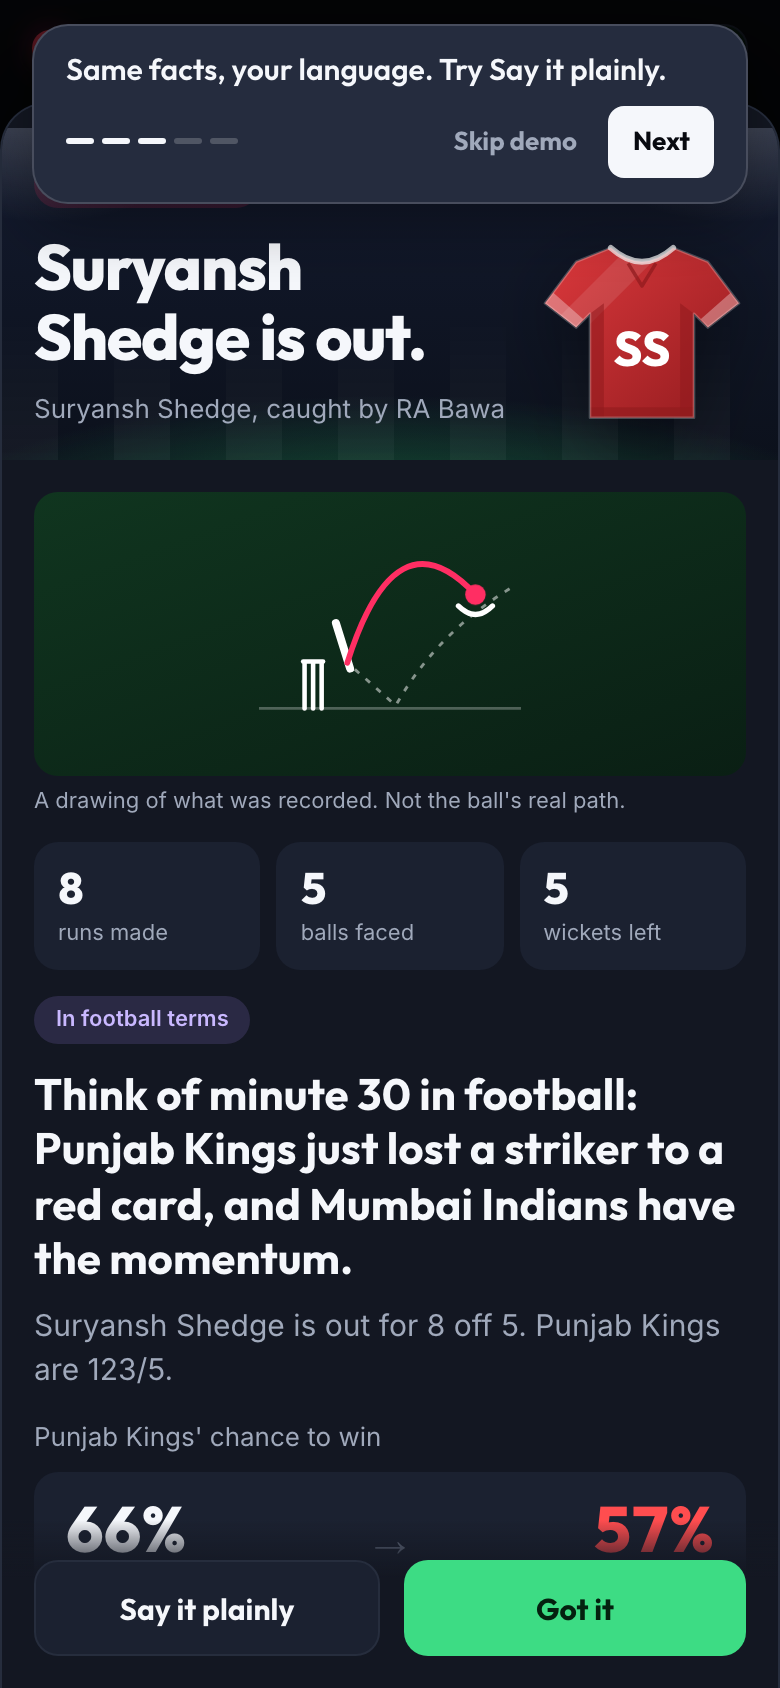 Same facts, your language. Try Say it plainly.
Skip demo
Next
Suryansh
Shedge is out.
Suryansh Shedge, caught by RA Bawa
SS
A drawing of what was recorded. Not the ball's real path.
8
runs made
5
balls faced
5
wickets left
In football terms
Think of minute 30 in football:
Punjab Kings just lost a striker to a
red card, and Mumbai Indians have
the momentum.
Suryansh Shedge is out for 8 off 5. Punjab Kings
are 123/5.
Punjab Kings' chance to win
66% → 57%
Say it plainly
Got it